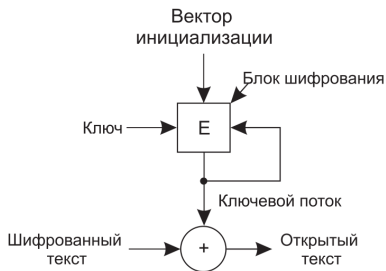 Вектор
инициализации
Блок шифрования
Ключ
E
Ключевой поток
Шифрованный
текст
+
Открытый
текст